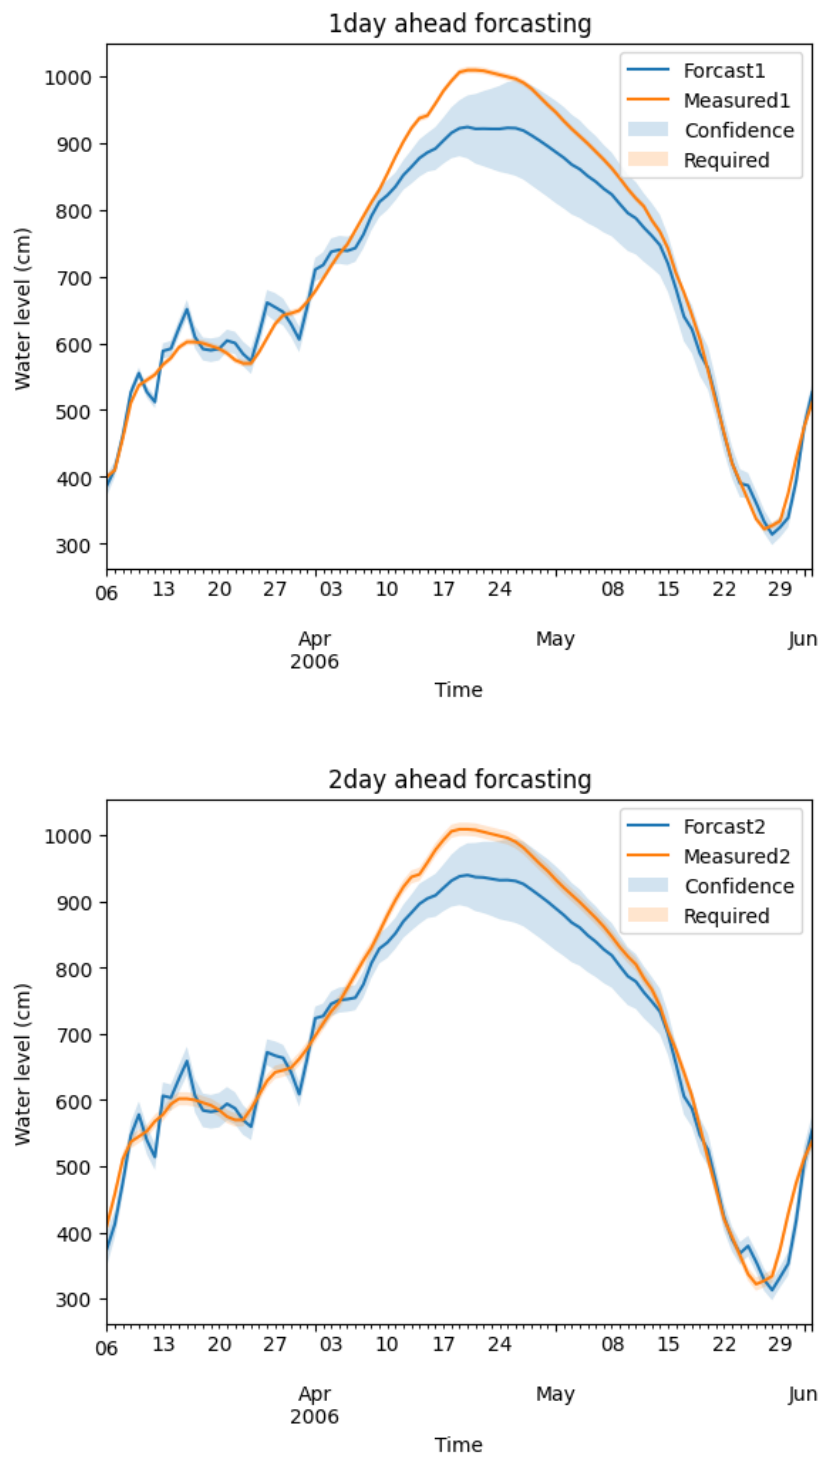 1day ahead forcasting
1000
900
800
700
600
500
400
300
Water level (cm)
Forcast1
Measured1
Confidence
Required
06 13 20 27 03 10 17 24 08 15 22 29
Apr May Jun
2006
Time
2day ahead forcasting
1000
900
800
700
600
500
400
300
Water level (cm)
Forcast2
Measured2
Confidence
Required
06 13 20 27 03 10 17 24 08 15 22 29
Apr May Jun
2006
Time